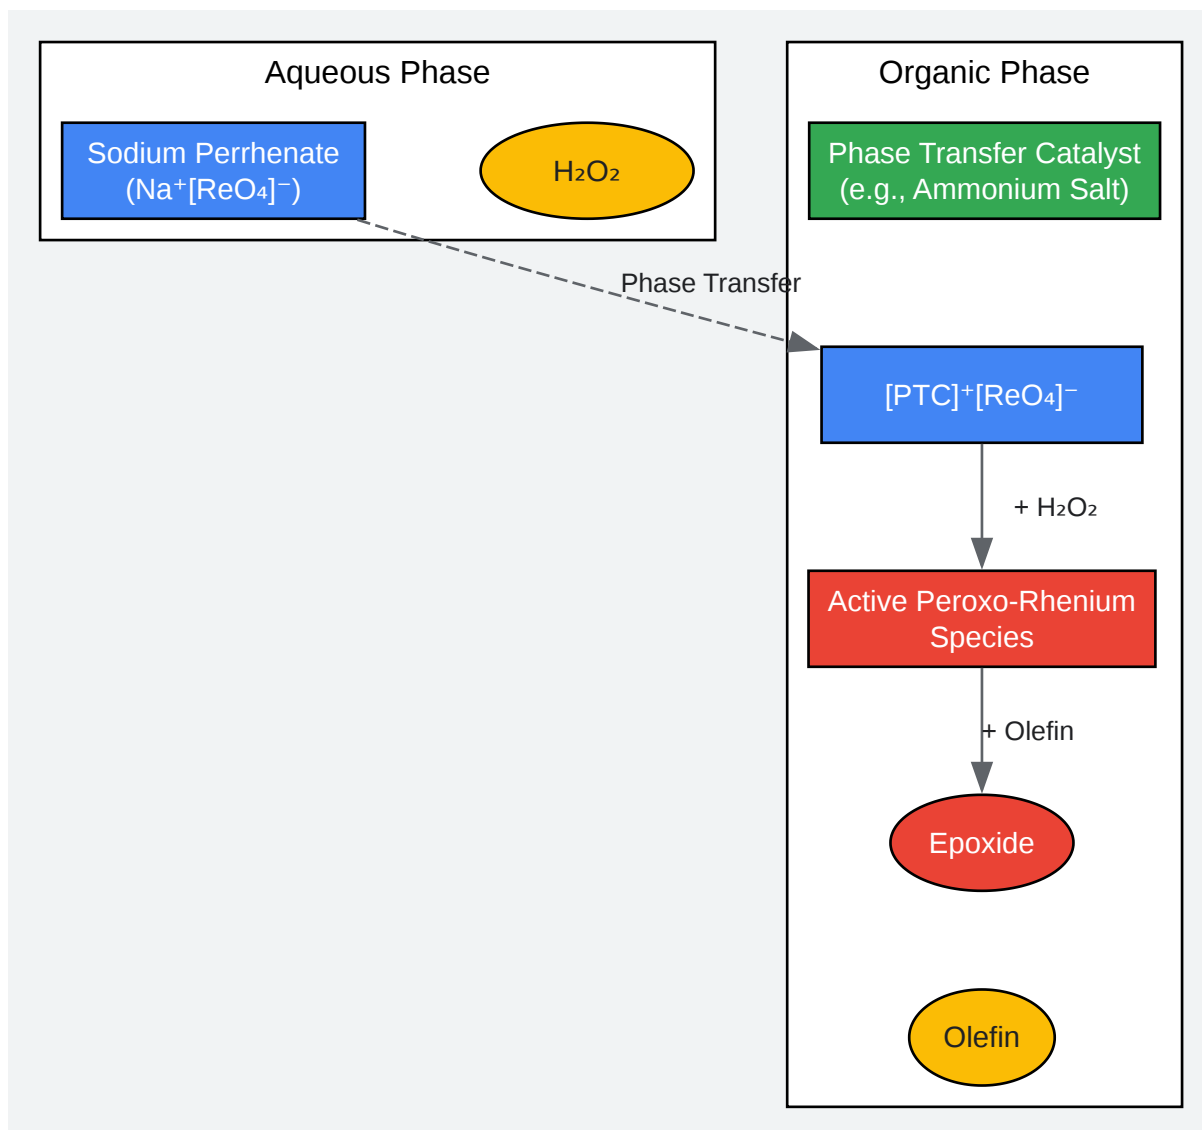 Aqueous Phase
Sodium Perrhenate
(Na⁺[ReO₄]⁻)
H₂O₂
Organic Phase
Phase Transfer Catalyst
(e.g., Ammonium Salt)
Phase Transfer
[PTC]⁺[ReO₄]⁻
+ H₂O₂
Active Peroxo-Rhenium
Species
+ Olefin
Epoxide
Olefin